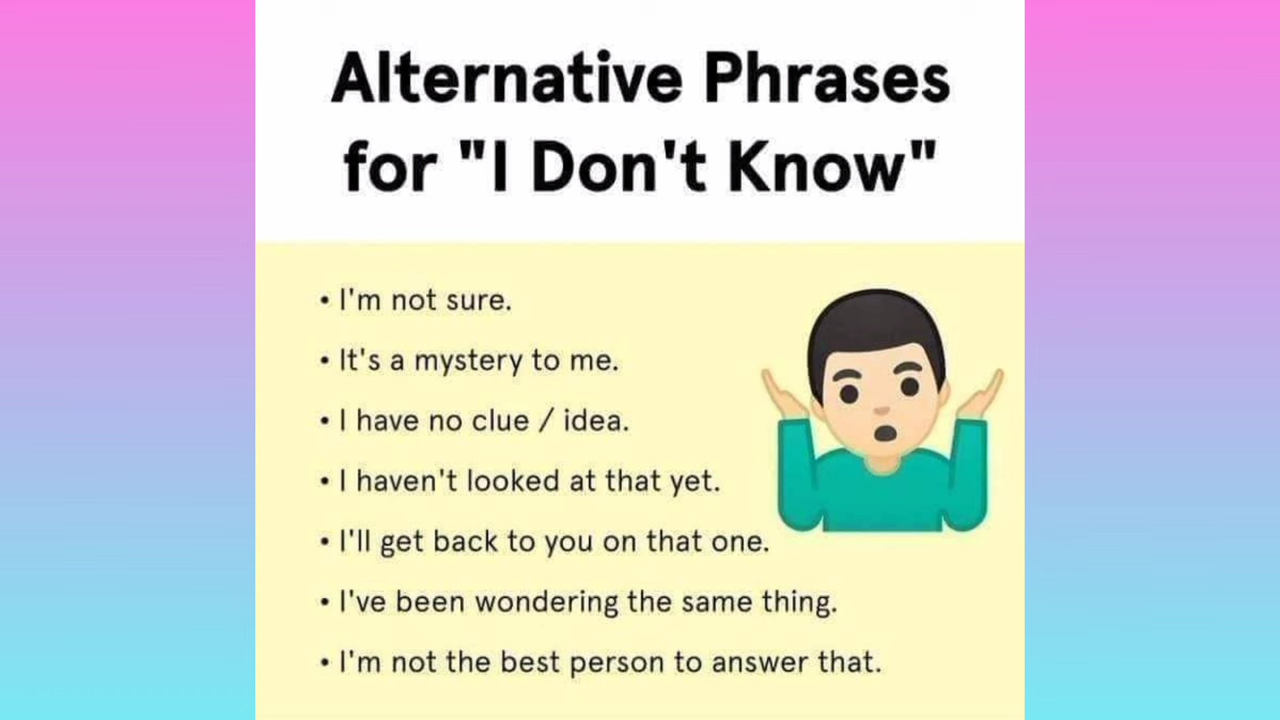 Alternative Phrases
for "I Don't Know"
• I'm not sure.
• It's a mystery to me.
• I have no clue / idea.
• I haven't looked at that yet.
• I'll get back to you on that one.
• I've been wondering the same thing.
• I'm not the best person to answer that.